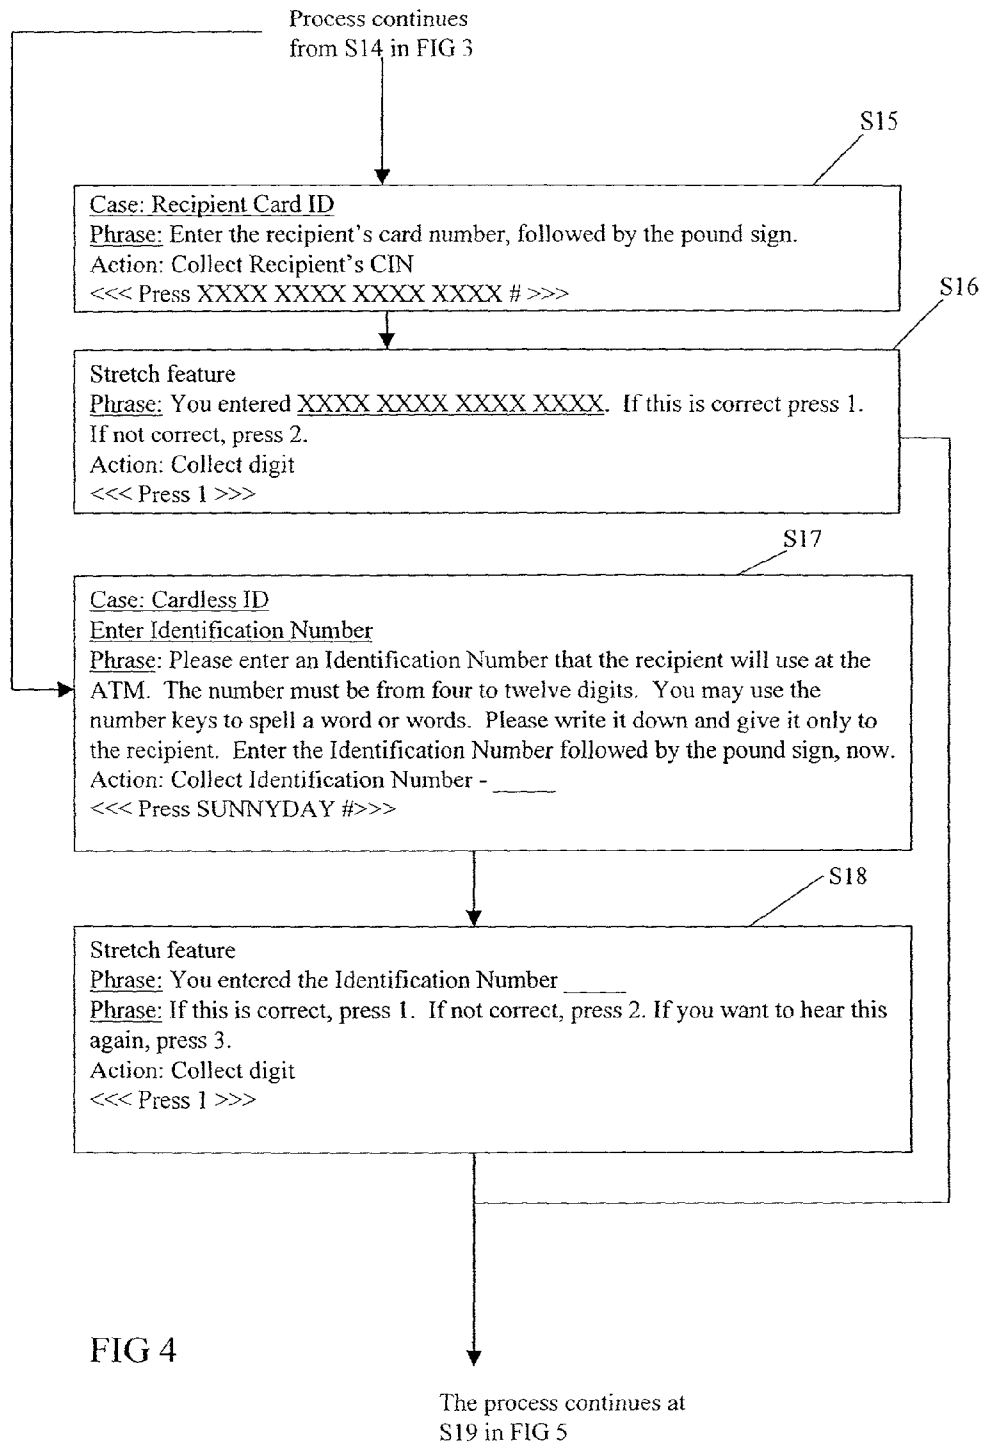 Process continues
from S14 in FIG 3
S15
Case: Recipient Card ID
Phrase: Enter the recipient's card number, followed by the pound sign.
Action: Collect Recipient's CIN
<<< Press XXXX XXXX XXXX XXXX # >>>
S16
Stretch feature
Phrase: You entered XXXX XXXX XXXX XXXX. If this is correct press 1.
If not correct, press 2.
Action: Collect digit
<<< Press 1 >>>
S17
Case: Cardless ID
Enter Identification Number
Phrase: Please enter an Identification Number that the recipient will use at the
ATM. The number must be from four to twelve digits. You may use the
number keys to spell a word or words. Please write it down and give it only to
the recipient. Enter the Identification Number followed by the pound sign, now.
Action: Collect Identification Number - _____
<<< Press SUNNYDAY #>>>
S18
Stretch feature
Phrase: You entered the Identification Number _____
Phrase: If this is correct, press 1. If not correct, press 2. If you want to hear this
again, press 3.
Action: Collect digit
<<< Press 1 >>>
FIG 4
The process continues at
S19 in FIG 5